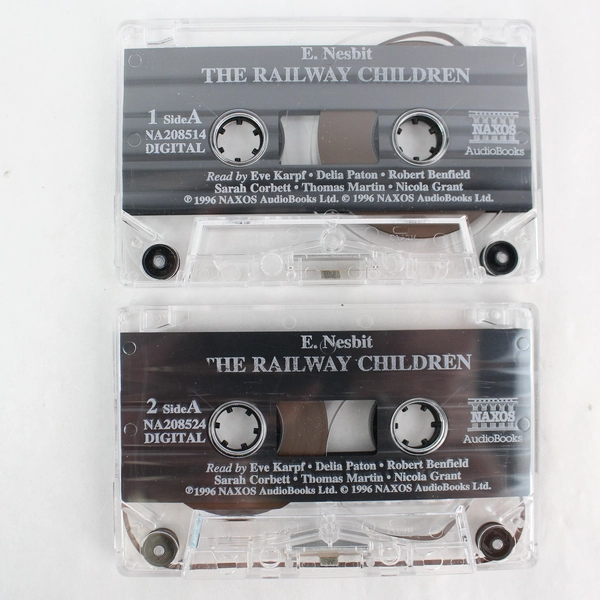 E. Nesbit
THE RAILWAY CHILDREN
1 Side A
NA208514
DIGITAL
NAXOS
AudioBooks
Read by Eve Karpf • Delia Paton • Robert Benfield
Sarah Corbett • Thomas Martin • Nicola Grant
℗ 1996 NAXOS AudioBooks Ltd. © 1996 NAXOS AudioBooks Ltd.
E. Nesbit
THE RAILWAY CHILDREN
2 Side A
NA208524
DIGITAL
NAXOS
AudioBooks
Read by Eve Karpf • Delia Paton • Robert Benfield
Sarah Corbett • Thomas Martin • Nicola Grant
℗1996 NAXOS AudioBooks Ltd. © 1996 NAXOS AudioBooks Ltd.